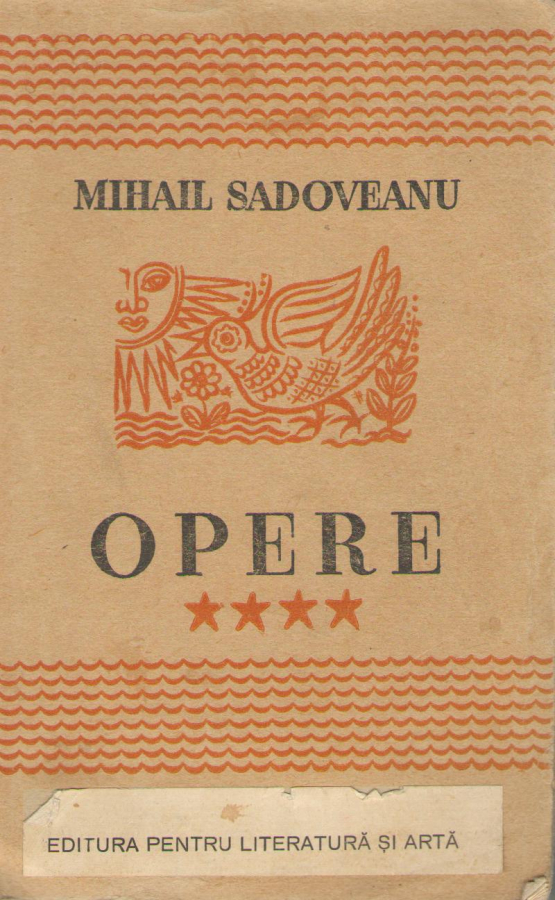 MIHAIL SADOVEANU
OPERE
EDITURA PENTRU LITERATURĂ ȘI ARTĂ